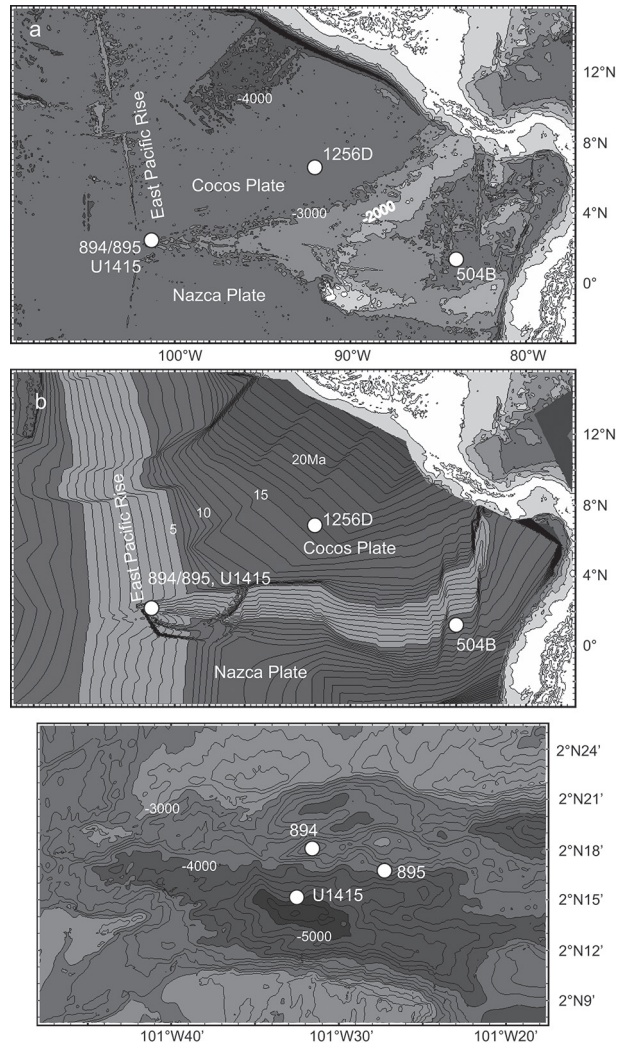 a
12°N
-4000
East Pacific Rise
8°N
1256D
Cocos Plate
-3000
-2000
4°N
894/895
U1415
504B
0°
Nazca Plate
100°W 90°W 80°W
b
12°N
20Ma
15
10
5
8°N
1256D
East Pacific Rise
Cocos Plate
894/895, U1415
4°N
504B
0°
Nazca Plate
2°N24'
2°N21'
-3000
894
2°N18'
-4000
895
U1415
2°N15'
-5000
2°N12'
2°N9'
101°W40' 101°W30' 101°W20'